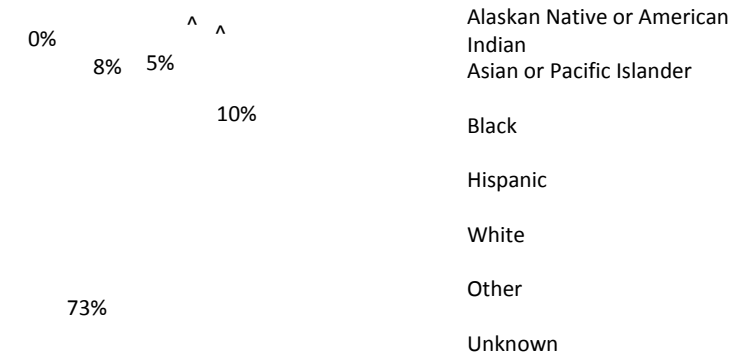 ^ ^
0%
8% 5%
10%
73%
Alaskan Native or American
Indian
Asian or Pacific Islander
Black
Hispanic
White
Other
Unknown